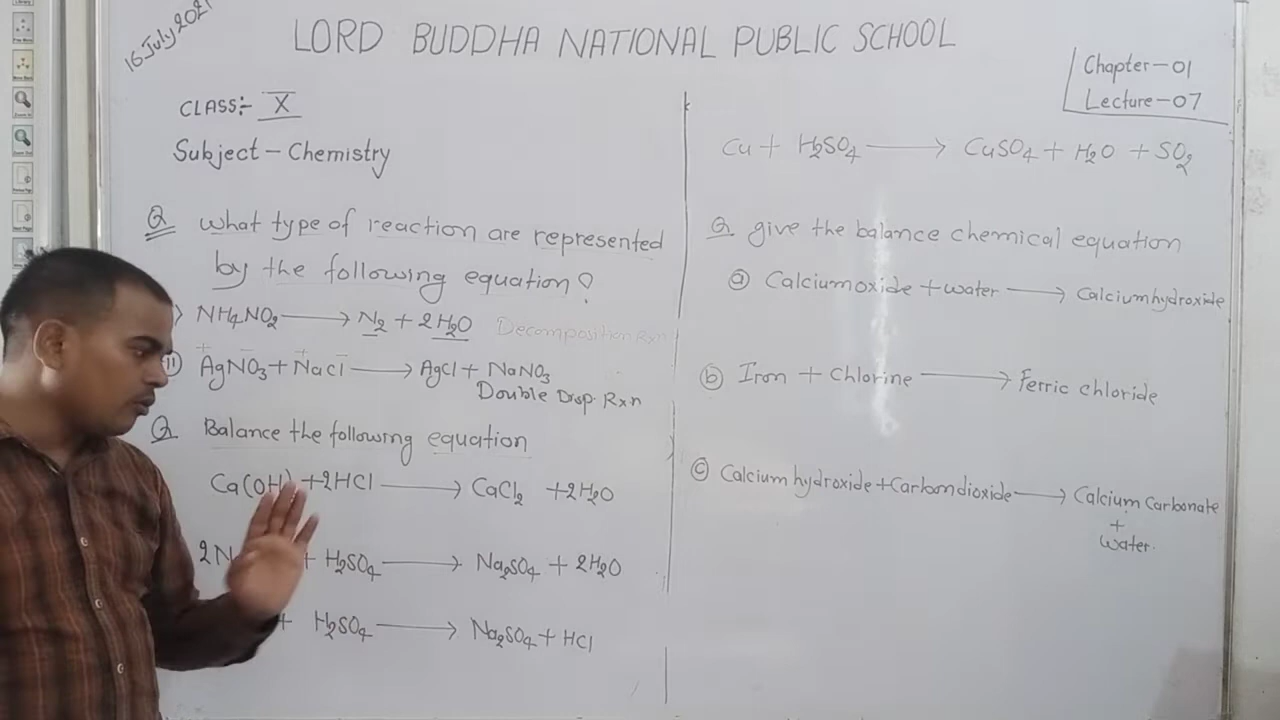 16 July 2021
LORD BUDDHA NATIONAL PUBLIC SCHOOL
Chapter-01
Lecture-07
CLASS:- X
Subject - Chemistry
Q what type of reaction are represented
by the following equation?
NH4NO2 → N2 + 2H2O Decomposition Rxn
(ii) AgNO3 + NaCl → AgCl + NaNO3
Double Disp. Rxn
Q Balance the following equation
Ca(OH) + 2HCl → CaCl2 + 2H2O
2N + H2SO4 → Na2SO4 + 2H2O
+ H2SO4 → Na2SO4 + HCl
Cu + H2SO4 → CuSO4 + H2O + SO2
Q. give the balance chemical equation
(a) Calciumoxide + water → Calciumhydroxide
(b) Iron + Chlorine → Ferric chloride
(c) Calcium hydroxide + Carbondioxide → Calcium Carbonate
+
water.